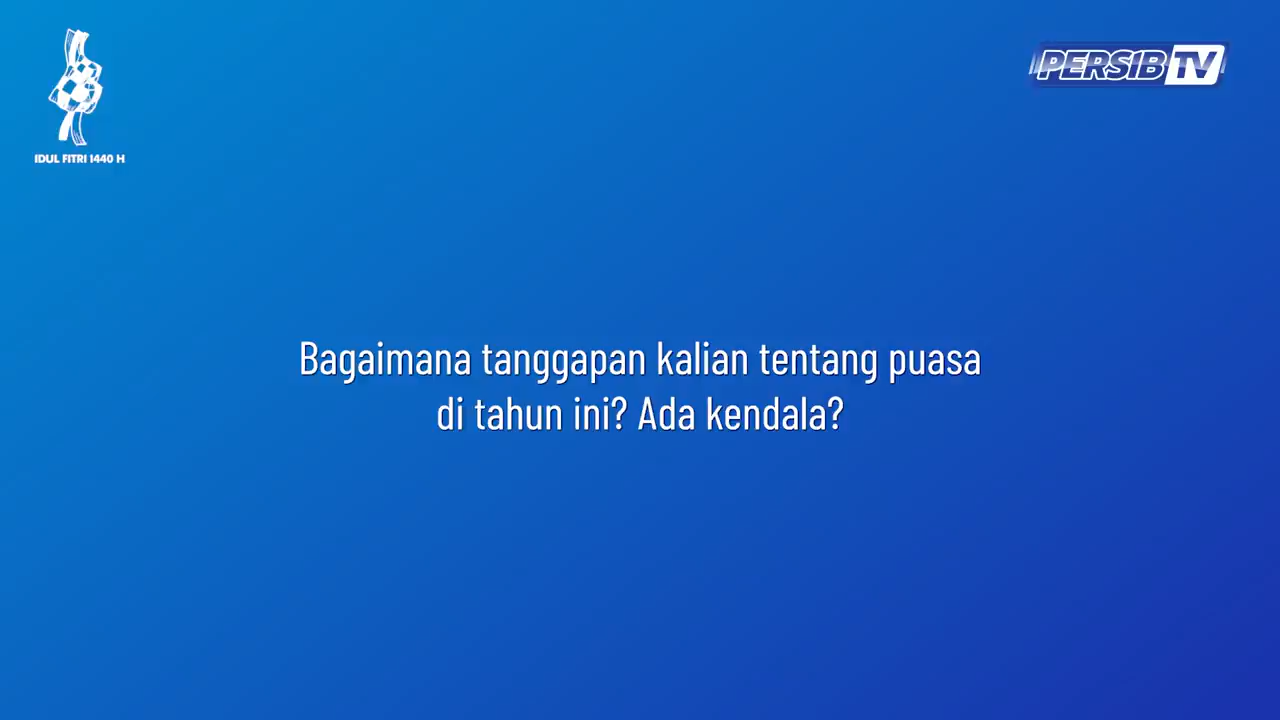 PERSIB TV
IDUL FITRI 1440 H
Bagaimana tanggapan kalian tentang puasa
di tahun ini? Ada kendala?